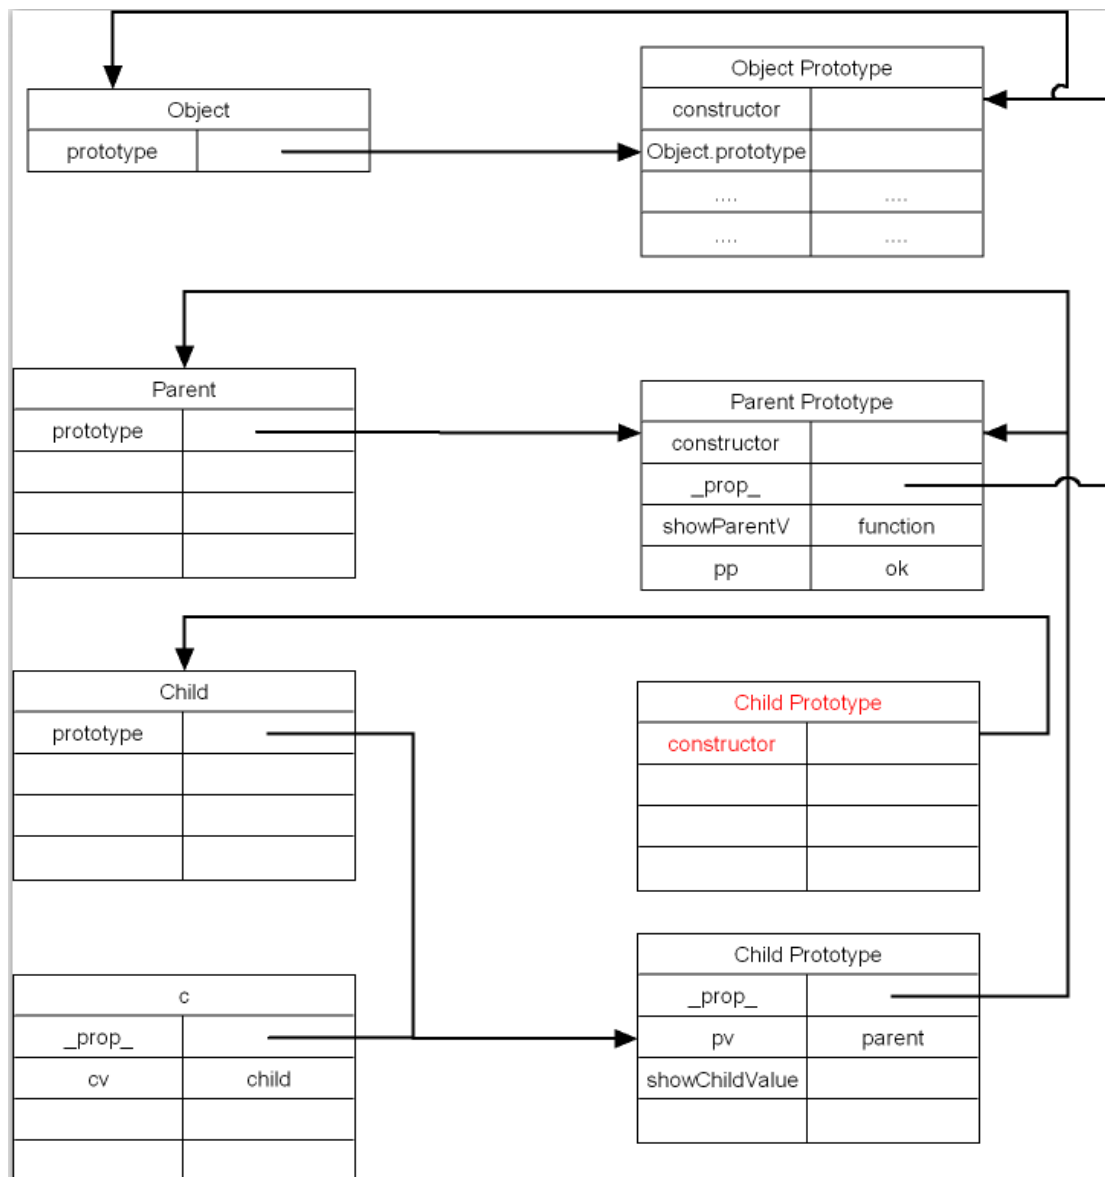 Object
prototype
Object Prototype
constructor
Object.prototype
.... ....
.... ....
Parent
prototype
Parent Prototype
constructor
_prop_
showParentV function
pp ok
Child
prototype
Child Prototype
constructor
c
_prop_
cv child
Child Prototype
_prop_
pv parent
showChildValue